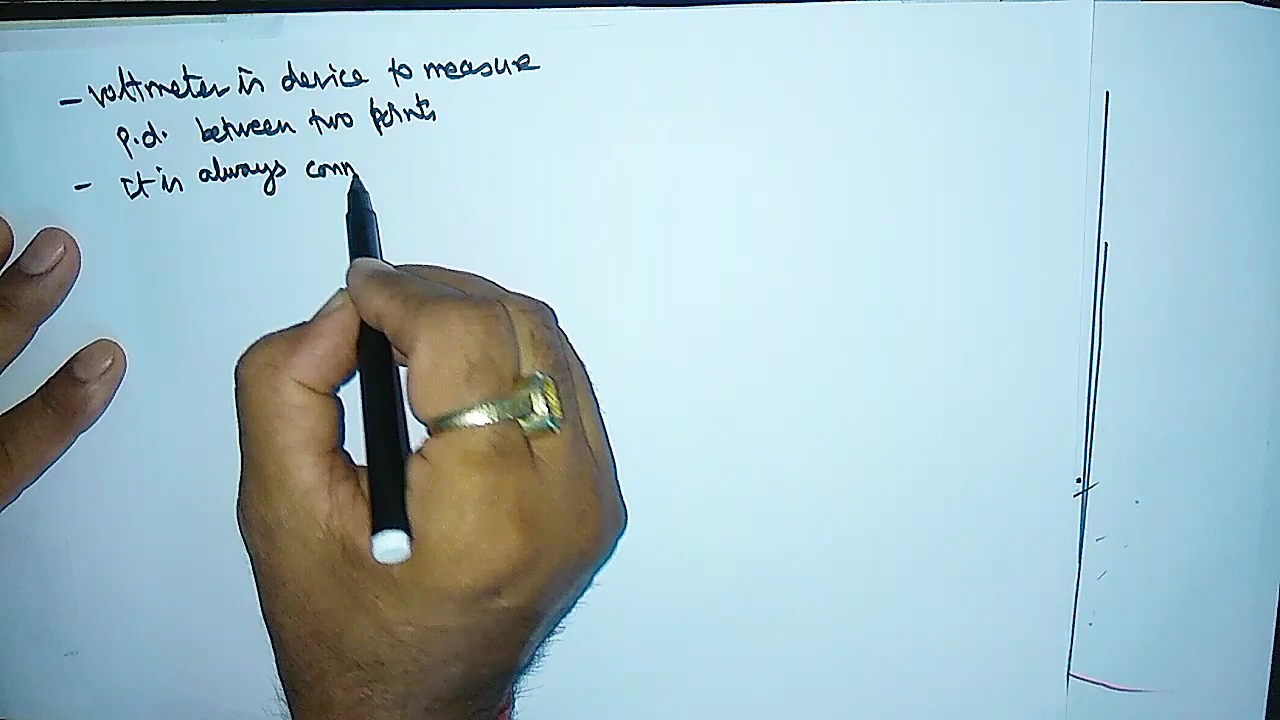 - Voltmeter is device to measure
p.d. between two points
- It is always conn